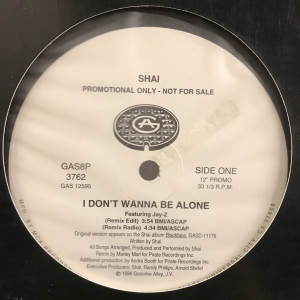 SHAI
PROMOTIONAL ONLY - NOT FOR SALE
GAS8P
3762
GAS 12596
SIDE ONE
12" PROMO
33 1/3 R.P.M.
I DON'T WANNA BE ALONE
Featuring Jay-Z
(Remix Edit) 3:54 BMI/ASCAP
(Remix Radio) 4:34 BMI/ASCAP
Original version appears on the Shai album Blackface, GASD-11176
Written by Shai
All Songs Arranged, Produced and Performed by Shai
Remix by Marley Marl for Pirate Recordings Inc.
Additional production by Andre Booth for Pirate Recordings Inc.
Executive Producers: Shai, Randy Phillips, Arnold Stiefel
℗ 1996 Gasoline Alley, J.V.